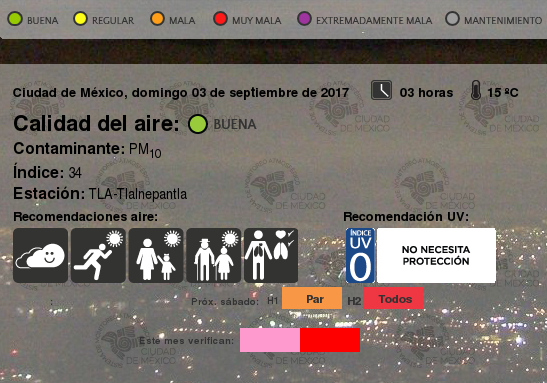 BUENA REGULAR MALA MUY MALA EXTREMADAMENTE MALA MANTENIMIENTO
Ciudad de México, domingo 03 de septiembre de 2017 03 horas 15 ºC
Calidad del aire: BUENA
Contaminante: PM10
Índice: 34
Estación: TLA-Tlalnepantla
Recomendaciones aire: Recomendación UV:
ÍNDICE UV 0 NO NECESITA PROTECCIÓN
: Próx. sábado: H1 Par H2 Todos
Este mes verifican:
CIUDAD DE MÉXICO